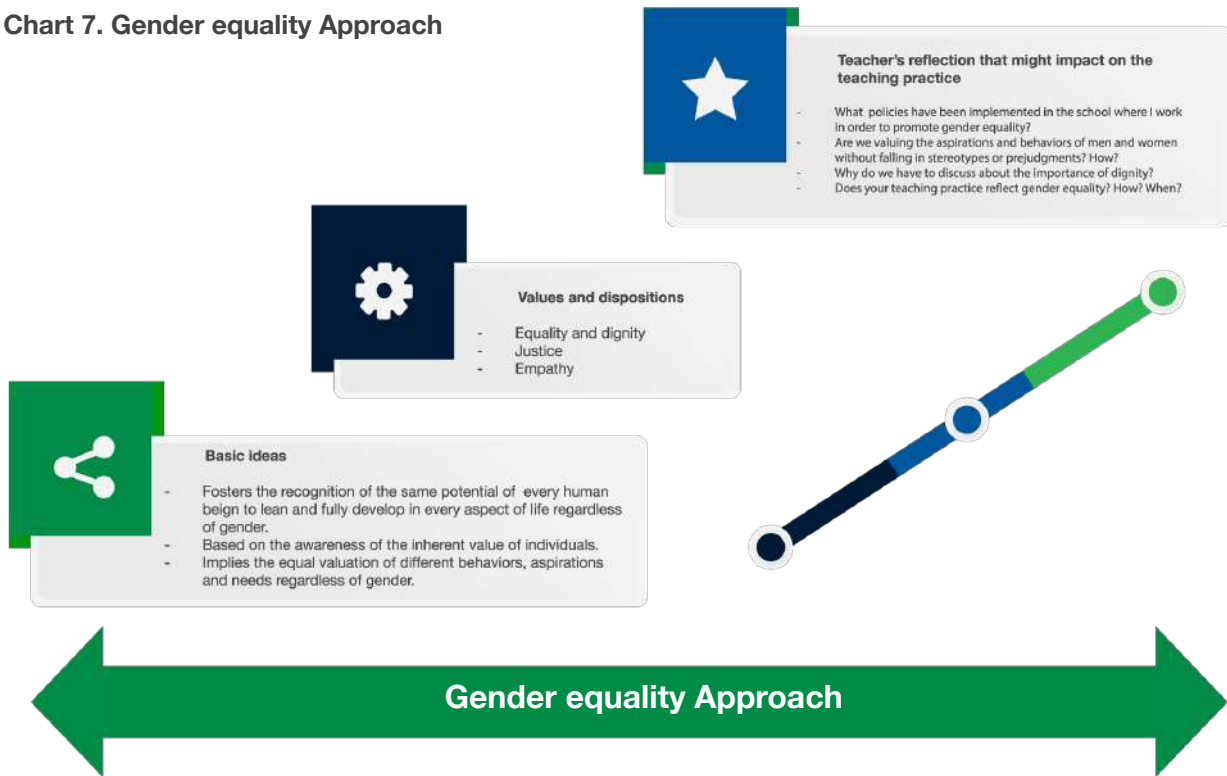 Chart 7. Gender equality Approach
Teacher's reflection that might impact on the
teaching practice
- What policies have been implemented in the school where I work
in order to promote gender equality?
- Are we valuing the aspirations and behaviors of men and women
without falling in stereotypes or prejudgments? How?
- Why do we have to discuss about the importance of dignity?
- Does your teaching practice reflect gender equality? How? When?
Values and dispositions
- Equality and dignity
- Justice
- Empathy
Basic ideas
- Fosters the recognition of the same potential of every human
beign to lean and fully develop in every aspect of life regardless
of gender.
- Based on the awareness of the inherent value of individuals.
- Implies the equal valuation of different behaviors, aspirations
and needs regardless of gender.
Gender equality Approach